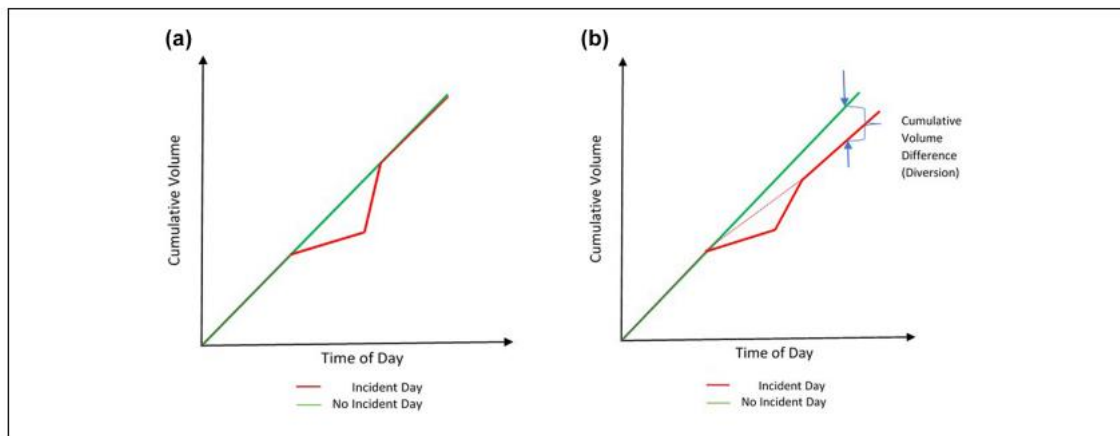 (a)
Cumulative Volume
Time of Day
Incident Day
No Incident Day
(b)
Cumulative Volume
Cumulative
Volume
Difference
(Diversion)
Time of Day
Incident Day
No Incident Day